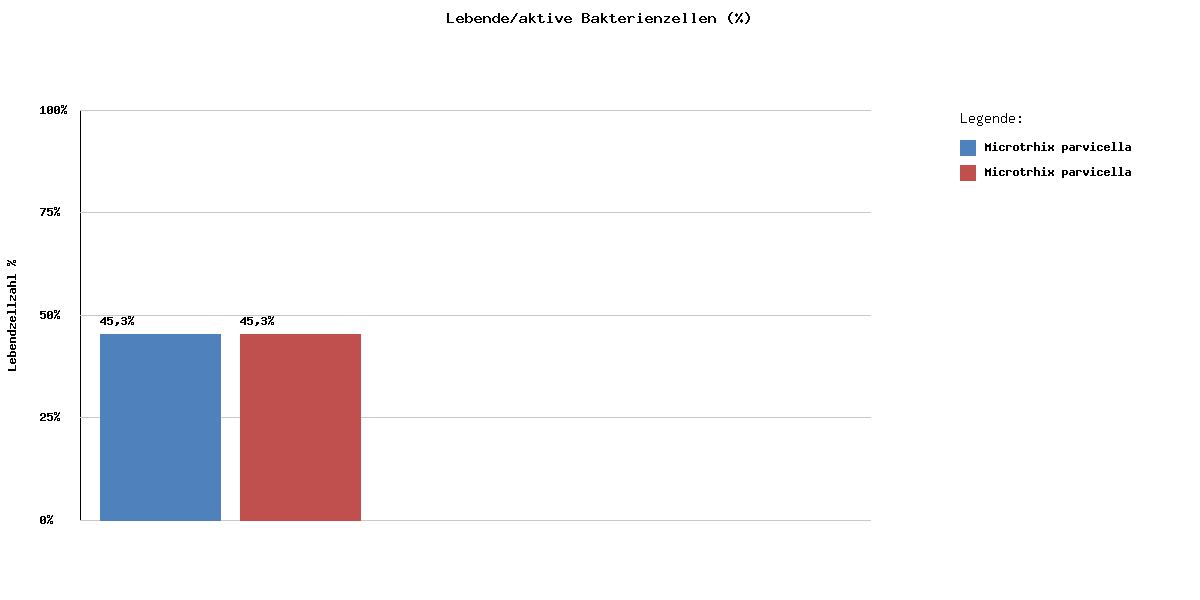 Lebende/aktive Bakterienzellen (%)
Lebendzellzahl %
100%
75%
50%
25%
0%
45,3%
45,3%
Legende:
Microtrhix parvicella
Microtrhix parvicella